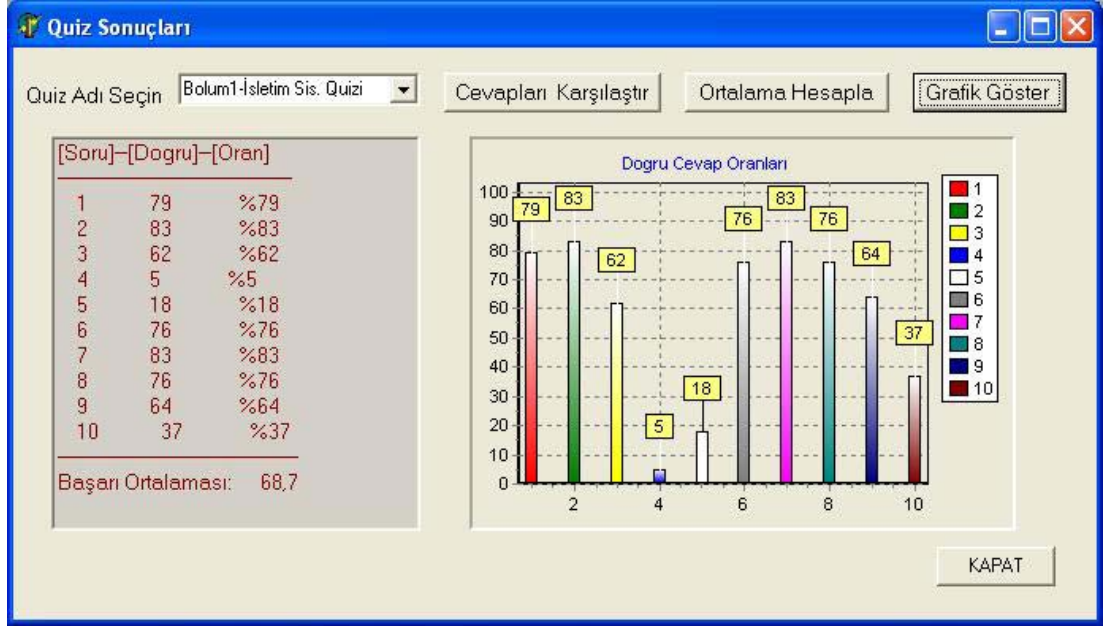 Quiz Sonuçları
Quiz Adı Seçin Bolum1-İsletim Sis. Quizi Cevapları Karşılaştır Ortalama Hesapla Grafik Göster
[Soru]–[Dogru]–[Oran]
1 79 %79
2 83 %83
3 62 %62
4 5 %5
5 18 %18
6 76 %76
7 83 %83
8 76 %76
9 64 %64
10 37 %37
Başarı Ortalaması: 68,7
Dogru Cevap Oranları
100
90
80
70
60
50
40
30
20
10
0
79 83 62 5 18 76 83 76 64 37
2 4 6 8 10
1
2
3
4
5
6
7
8
9
10
KAPAT